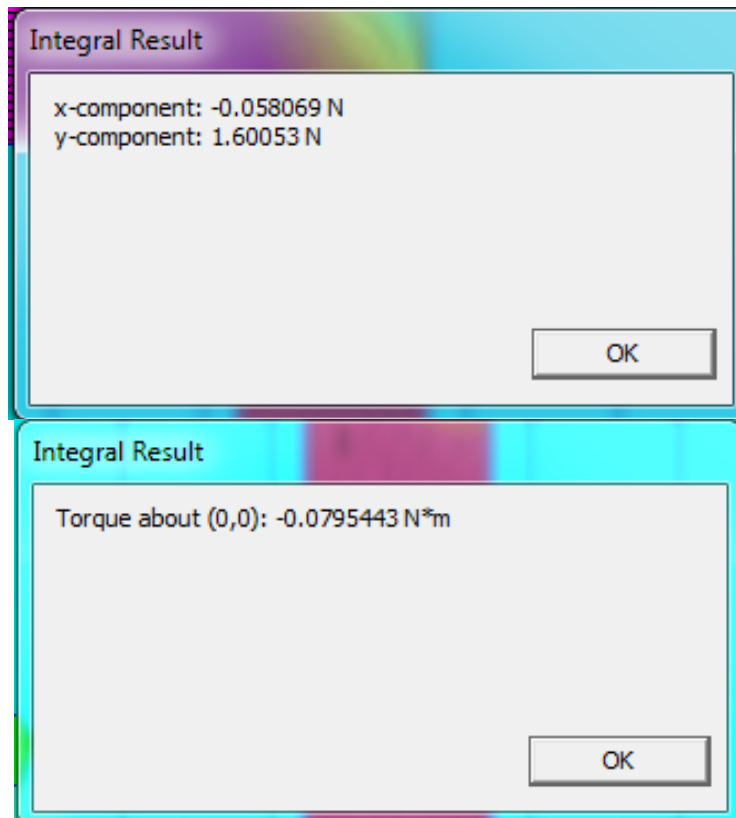 Integral Result
x-component: -0.058069 N
y-component: 1.60053 N
OK
Integral Result
Torque about (0,0): -0.0795443 N*m
OK